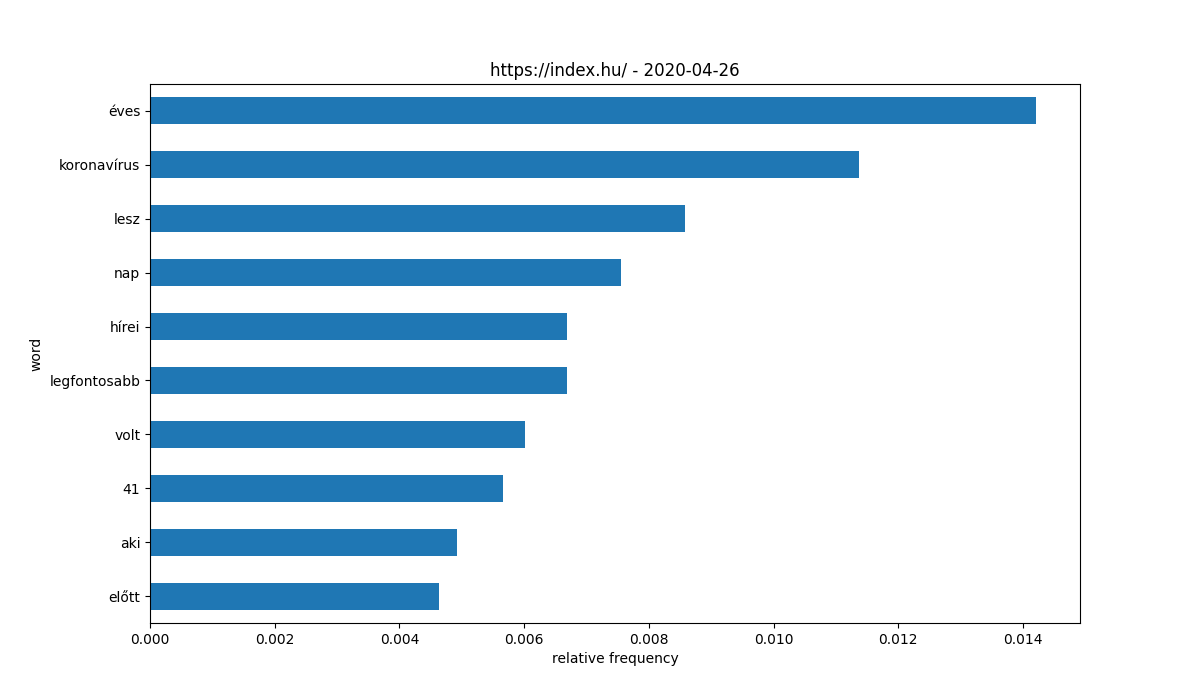 https://index.hu/ - 2020-04-26
éves
koronavírus
lesz
nap
hírei
legfontosabb
volt
41
aki
előtt
word
0.000 0.002 0.004 0.006 0.008 0.010 0.012 0.014
relative frequency